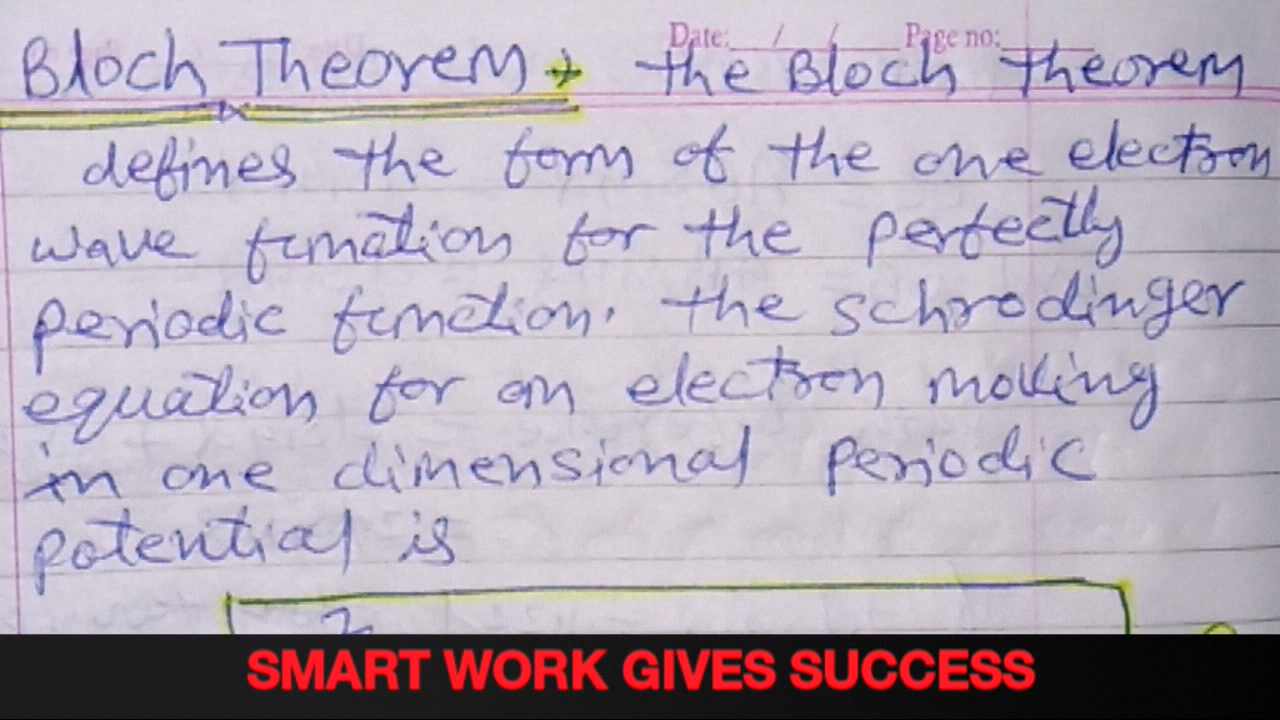 Date: / / Page no:
Bloch Theorem → the Bloch theorem
defines the form of the one electron
wave function for the perfectly
periodic function. the schrodinger
equation for an electron moving
in one dimensional periodic
potential is
SMART WORK GIVES SUCCESS